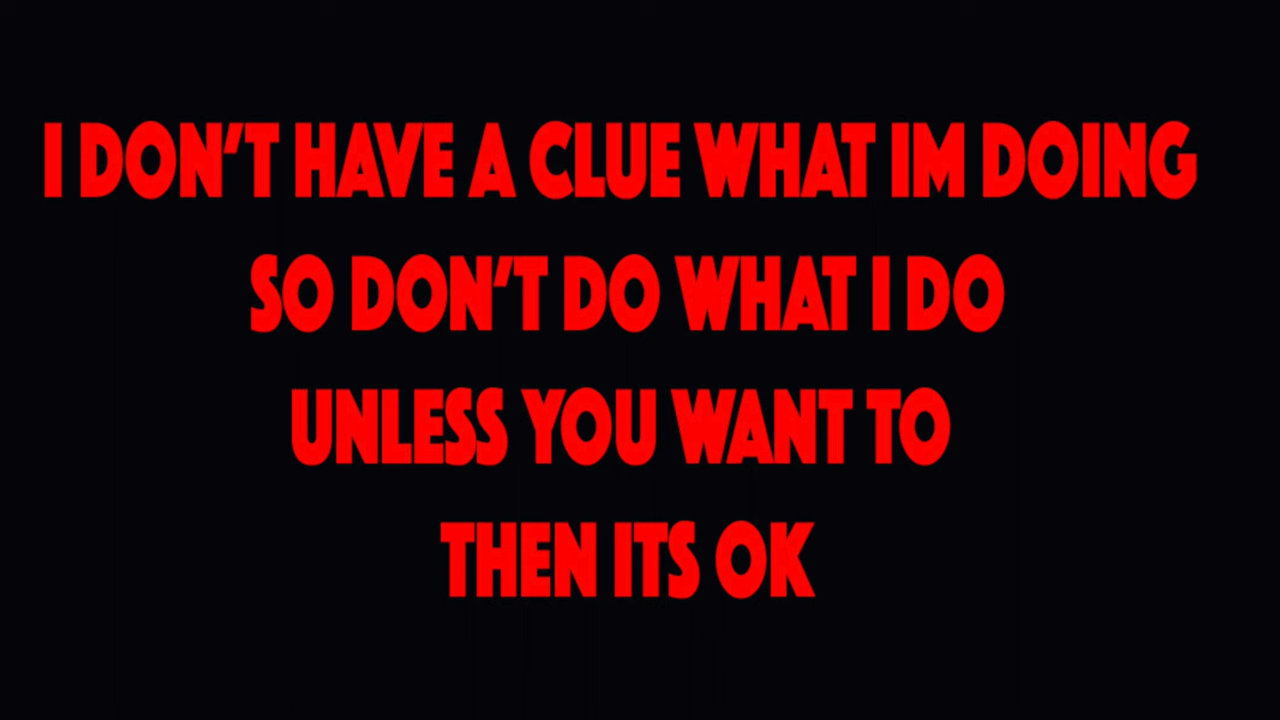 I DON'T HAVE A CLUE WHAT IM DOING
SO DON'T DO WHAT I DO
UNLESS YOU WANT TO
THEN ITS OK